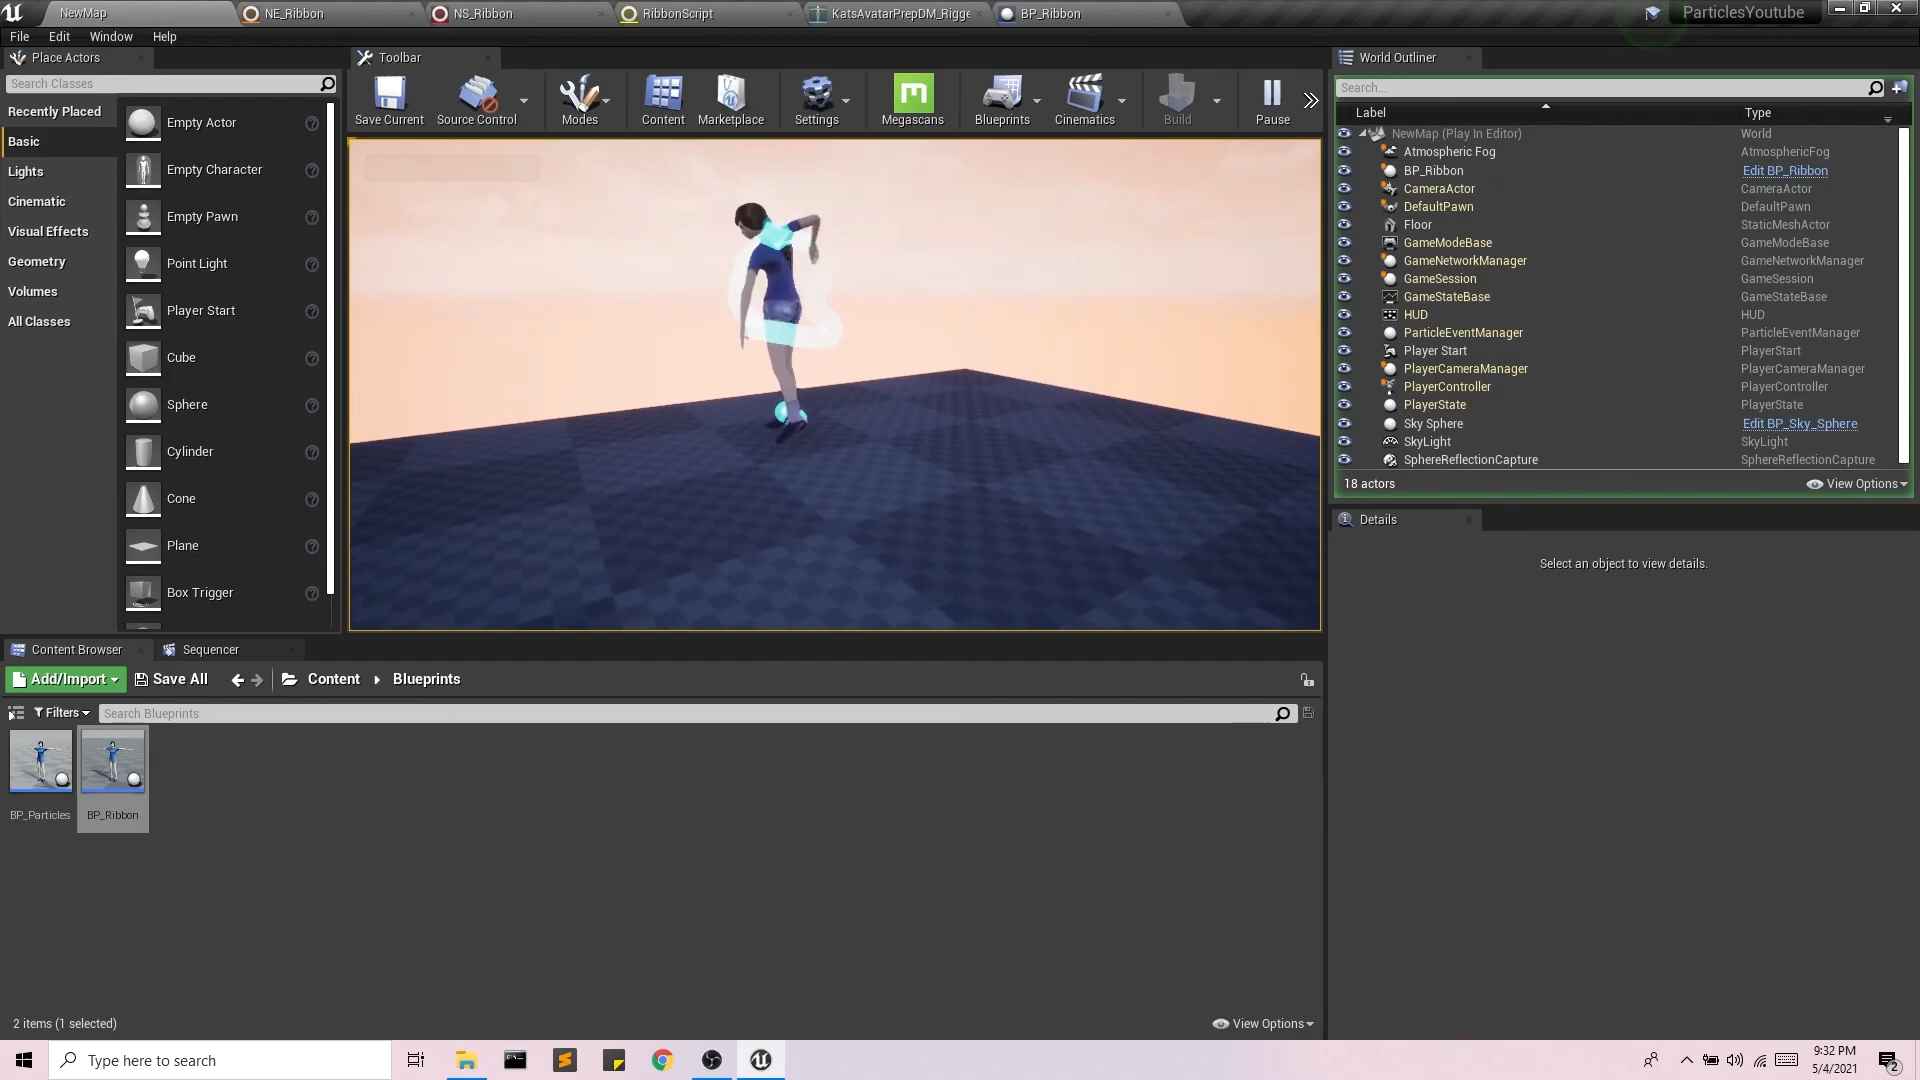 NewMap
NE_Ribbon
NS_Ribbon
RibbonScript
KatsAvatarPrepDM_Rigge
BP_Ribbon
ParticlesYoutube
File
Edit
Window
Help
Place Actors
Toolbar
World Outliner
Search Classes
Search...
Recently Placed
Basic
Lights
Cinematic
Visual Effects
Geometry
Volumes
All Classes
Empty Actor
Empty Character
Empty Pawn
Point Light
Player Start
Cube
Sphere
Cylinder
Cone
Plane
Box Trigger
Save Current
Source Control
Modes
Content
Marketplace
Settings
Megascans
Blueprints
Cinematics
Build
Pause
Label
Type
NewMap (Play In Editor) World
Atmospheric Fog AtmosphericFog
BP_Ribbon Edit BP_Ribbon
CameraActor CameraActor
DefaultPawn DefaultPawn
Floor StaticMeshActor
GameModeBase GameModeBase
GameNetworkManager GameNetworkManager
GameSession GameSession
GameStateBase GameStateBase
HUD HUD
ParticleEventManager ParticleEventManager
Player Start PlayerStart
PlayerCameraManager PlayerCameraManager
PlayerController PlayerController
PlayerState PlayerState
Sky Sphere Edit BP_Sky_Sphere
SkyLight SkyLight
SphereReflectionCapture SphereReflectionCapture
18 actors
View Options
Details
Select an object to view details.
Content Browser
Sequencer
Add/Import
Save All
Content
Blueprints
Filters
Search Blueprints
BP_Particles
BP_Ribbon
2 items (1 selected)
View Options
Type here to search
9:32 PM
5/4/2021
2